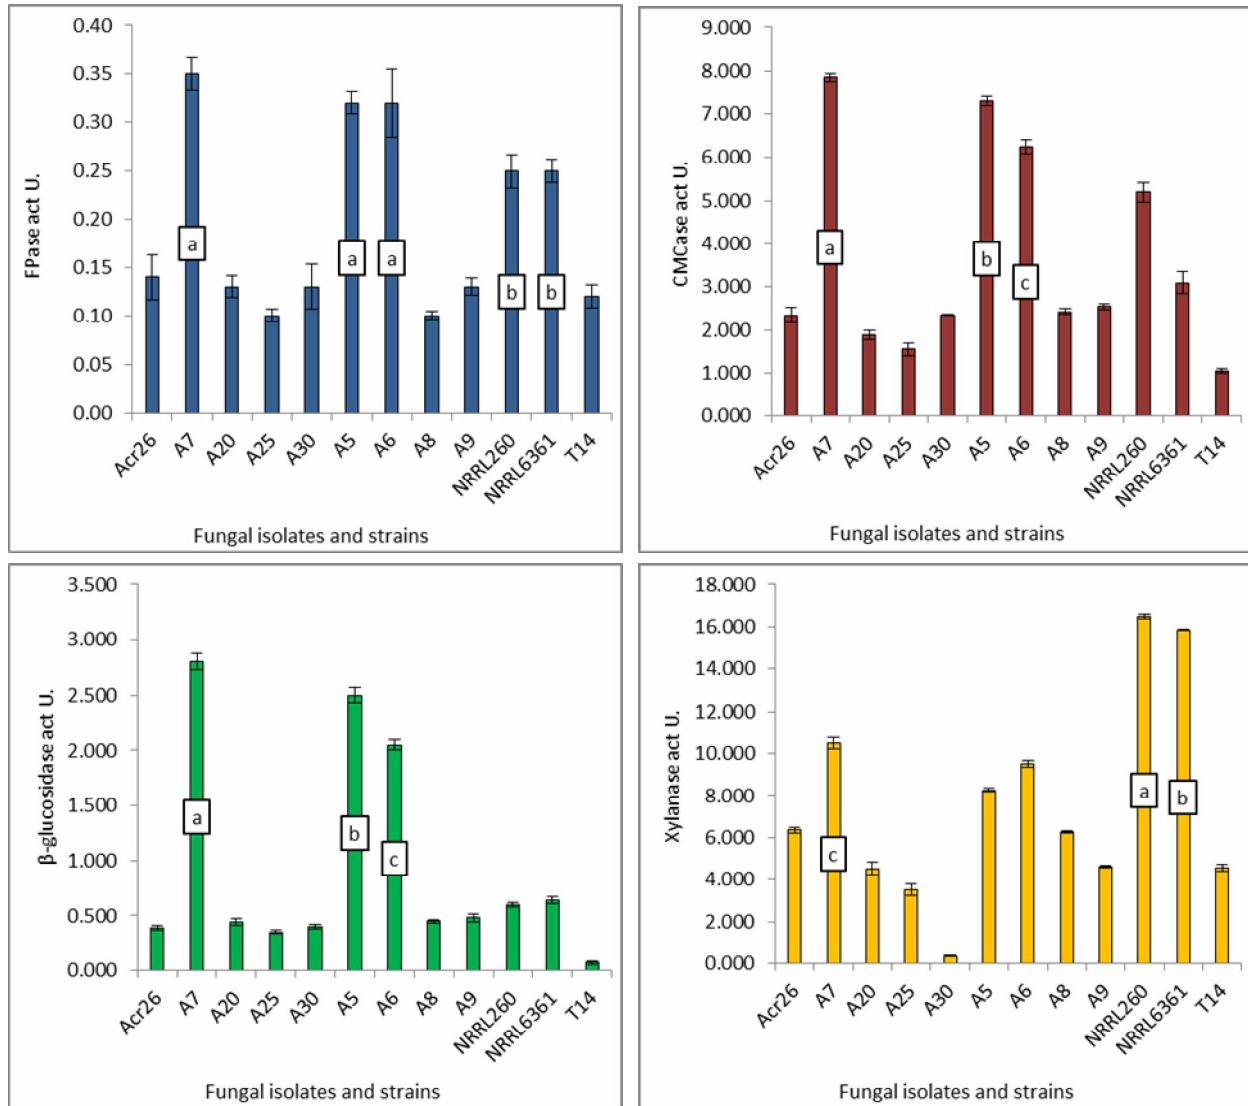 0.40
0.35
0.30
0.25
0.20
0.15
0.10
0.05
0.00
FPase act U.
a
a
a
b
b
Acr26
A7
A20
A25
A30
A5
A6
A8
A9
NRRL260
NRRL6361
T14
Fungal isolates and strains
9.000
8.000
7.000
6.000
5.000
4.000
3.000
2.000
1.000
0.000
CMCase act U.
a
b
c
Acr26
A7
A20
A25
A30
A5
A6
A8
A9
NRRL260
NRRL6361
T14
Fungal isolates and strains
3.500
3.000
2.500
2.000
1.500
1.000
0.500
0.000
β-glucosidase act U.
a
b
c
Acr26
A7
A20
A25
A30
A5
A6
A8
A9
NRRL260
NRRL6361
T14
Fungal isolates and strains
18.000
16.000
14.000
12.000
10.000
8.000
6.000
4.000
2.000
0.000
Xylanase act U.
c
a
b
Acr26
A7
A20
A25
A30
A5
A6
A8
A9
NRRL260
NRRL6361
T14
Fungal isolates and strains